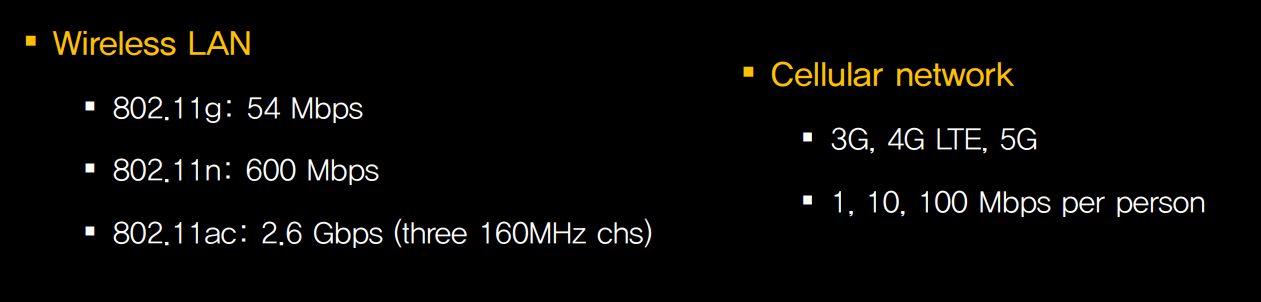 ▪ Wireless LAN
▪ 802.11g: 54 Mbps
▪ 802.11n: 600 Mbps
▪ 802.11ac: 2.6 Gbps (three 160MHz chs)
▪ Cellular network
▪ 3G, 4G LTE, 5G
▪ 1, 10, 100 Mbps per person